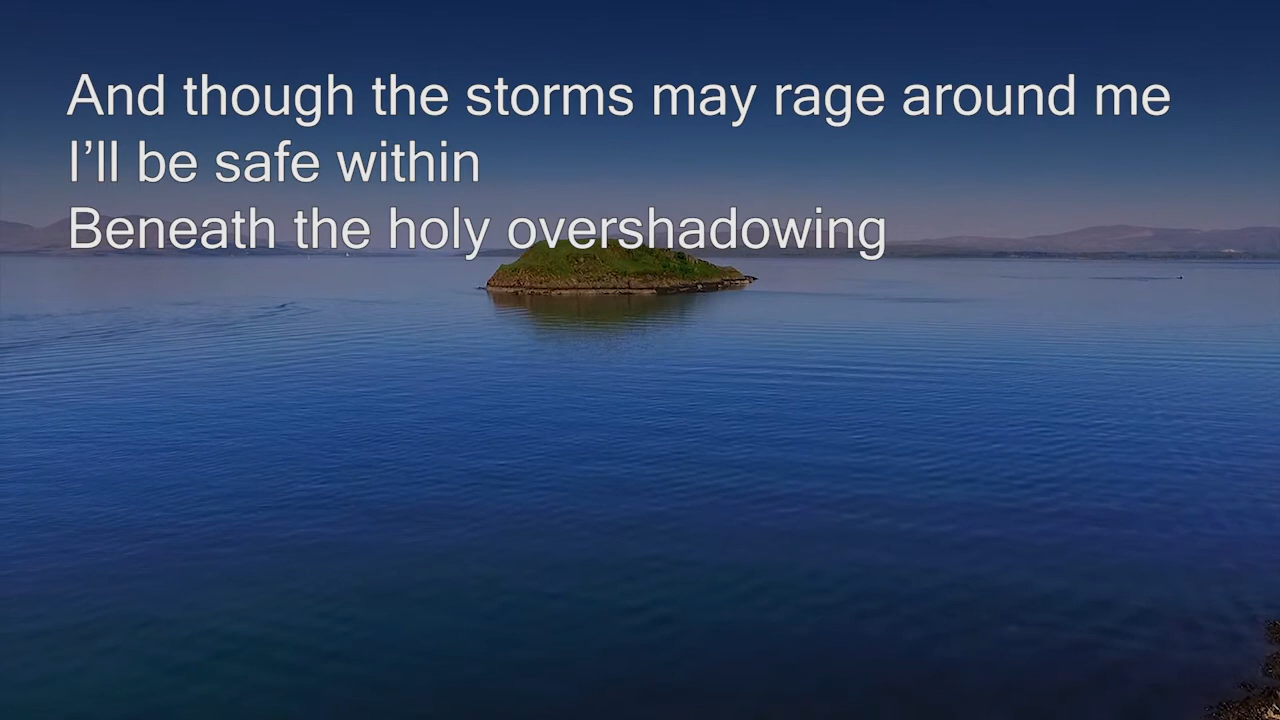 And though the storms may rage around me
I’ll be safe within
Beneath the holy overshadowing